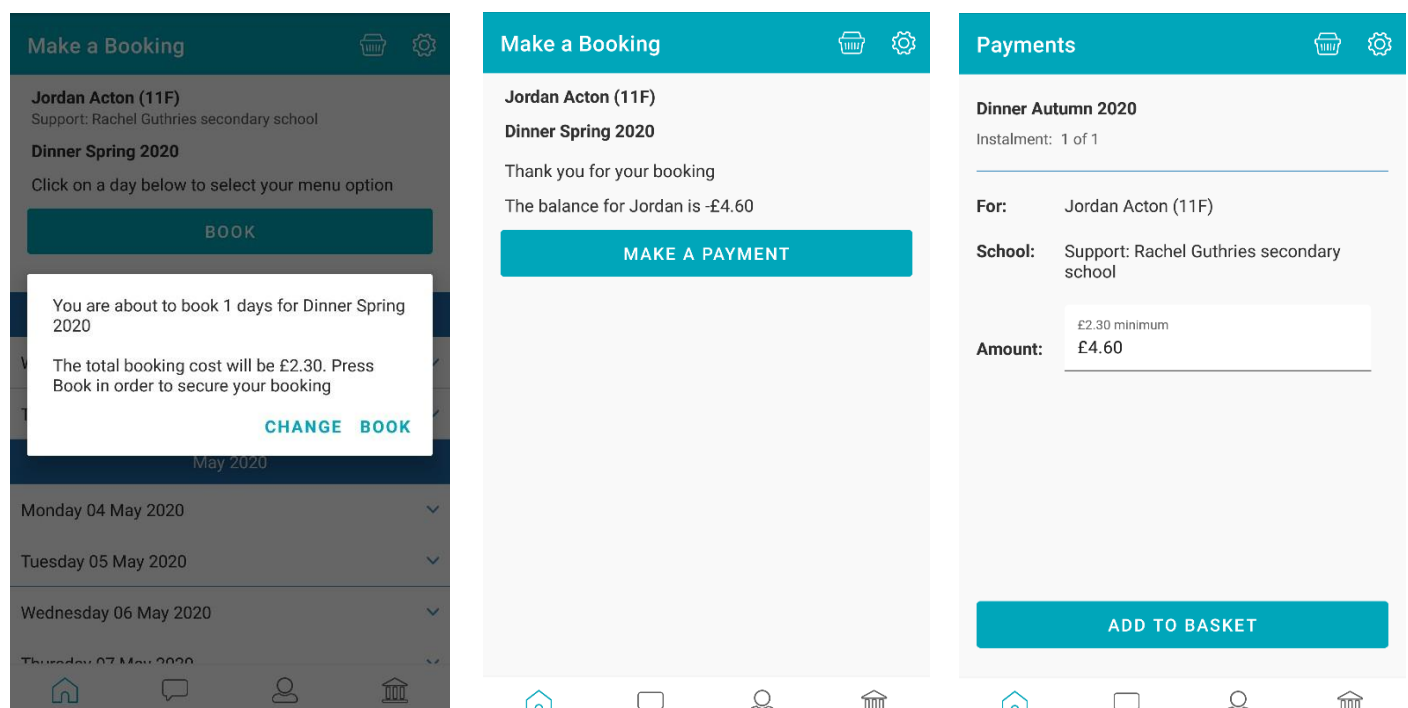 Make a Booking
Jordan Acton (11F)
Support: Rachel Guthries secondary school
Dinner Spring 2020
Click on a day below to select your menu option
BOOK
You are about to book 1 days for Dinner Spring
2020
The total booking cost will be £2.30. Press
Book in order to secure your booking
CHANGE BOOK
May 2020
Monday 04 May 2020
Tuesday 05 May 2020
Wednesday 06 May 2020
Thursday 07 May 2020
Make a Booking
Jordan Acton (11F)
Dinner Spring 2020
Thank you for your booking
The balance for Jordan is -£4.60
MAKE A PAYMENT
Payments
Dinner Autumn 2020
Instalment: 1 of 1
For: Jordan Acton (11F)
School: Support: Rachel Guthries secondary
school
£2.30 minimum
Amount: £4.60
ADD TO BASKET